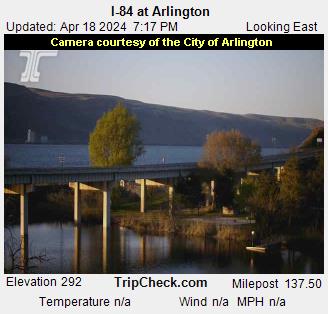 I-84 at Arlington
Updated: Apr 18 2024 7:17 PM Looking East
Camera courtesy of the City of Arlington
Elevation 292 TripCheck.com Milepost 137.50
Temperature n/a Wind n/a MPH n/a